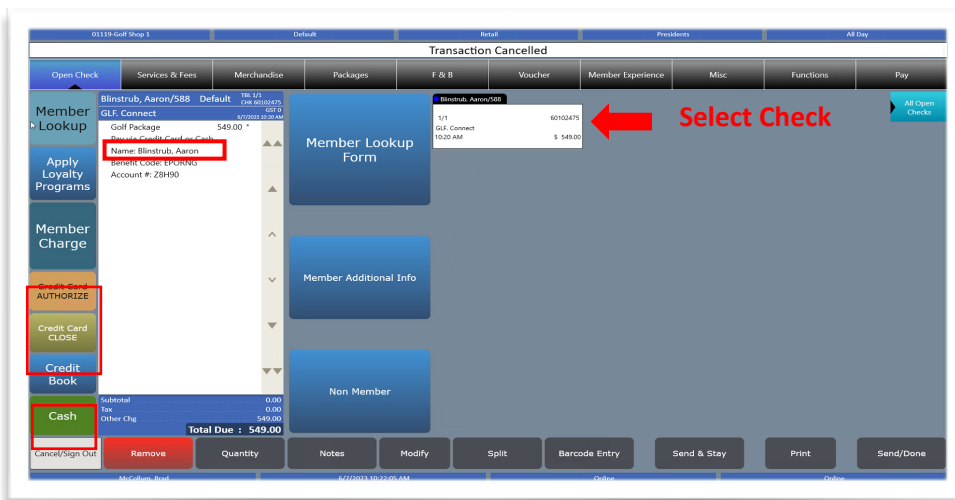 01119-Golf Shop 1 Default Retail Presidents All Day
Transaction Cancelled
Open Check Services & Fees Merchandise Packages F & B Voucher Member Experience Misc Functions Pay
Member
Lookup
Apply
Loyalty
Programs
Member
Charge
Credit Card
AUTHORIZE
Credit Card
CLOSE
Credit
Book
Cash
Cancel/Sign Out
Blinstrub, Aaron/588 Default TBL 1/1
CHK 60102475
GLF. Connect GST 0
6/7/2023 10:20 AM
Golf Package 549.00 *
Pay via Credit Card or Cash
Name: Blinstrub, Aaron
Benefit Code: EPORNG
Account #: Z8H90
Subtotal 0.00
Tax 0.00
Other Chg 549.00
Total Due : 549.00
Member Lookup
Form
Member Additional Info
Non Member
Blinstrub, Aaron/588
1/1 60102475
GLF. Connect
10:20 AM $ 549.00
Select Check
All Open
Checks
Remove Quantity Notes Modify Split Barcode Entry Send & Stay Print Send/Done
McCollum, Brad 6/7/2023 10:22:05 AM Online Online